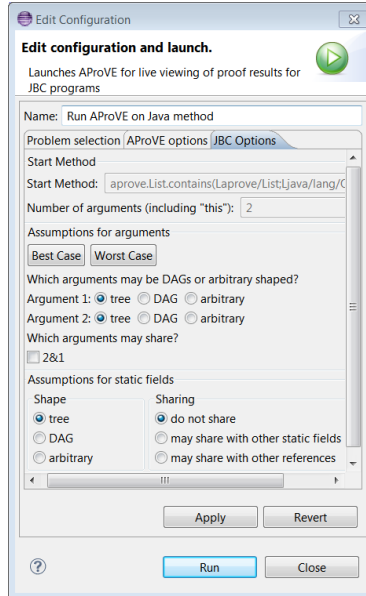 Edit Configuration
Edit configuration and launch.
Launches AProVE for live viewing of proof results for
JBC programs
Name: Run AProVE on Java method
Problem selection AProVE options JBC Options
Start Method
Start Method: aprove.List.contains(Laprove/List;Ljava/lang/
Number of arguments (including "this"): 2
Assumptions for arguments
Best Case Worst Case
Which arguments may be DAGs or arbitrary shaped?
Argument 1: tree DAG arbitrary
Argument 2: tree DAG arbitrary
Which arguments may share?
2&1
Assumptions for static fields
Shape Sharing
tree do not share
DAG may share with other static fields
arbitrary may share with other references
Apply Revert
? Run Close